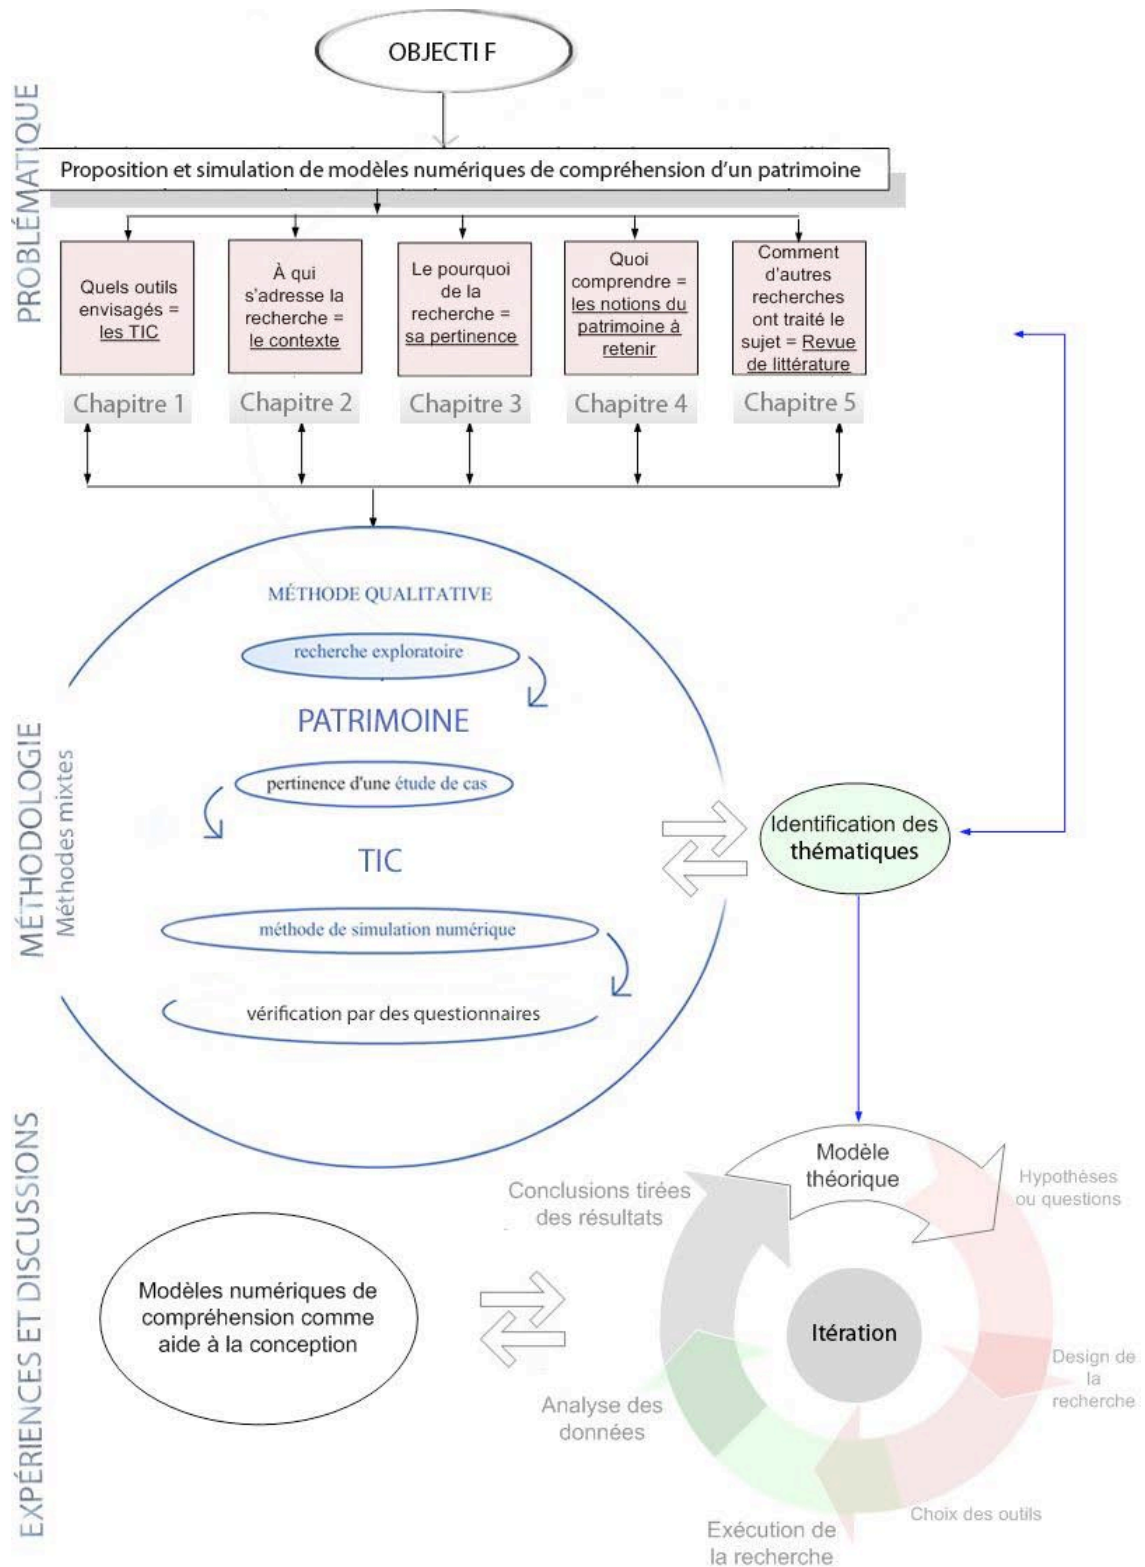 OBJECTI F
PROBLÉMATIQUE
Proposition et simulation de modèles numériques de compréhension d'un patrimoine
Quels outils
envisagés =
les TIC
À qui
s'adresse la
recherche =
le contexte
Le pourquoi
de la
recherche =
sa pertinence
Quoi
comprendre =
les notions du
patrimoine à
retenir
Comment
d'autres
recherches
ont traité le
sujet = Revue
de littérature
Chapitre 1
Chapitre 2
Chapitre 3
Chapitre 4
Chapitre 5
MÉTHODOLOGIE
Méthodes mixtes
MÉTHODE QUALITATIVE
recherche exploratoire
PATRIMOINE
pertinence d'une étude de cas
TIC
méthode de simulation numérique
vérification par des questionnaires
Identification des
thématiques
EXPÉRIENCES ET DISCUSSIONS
Modèles numériques de
compréhension comme
aide à la conception
Modèle
théorique
Hypothèses
ou questions
Design de
la
recherche
Choix des outils
Exécution de
la recherche
Analyse des
données
Conclusions tirées
des résultats
Itération